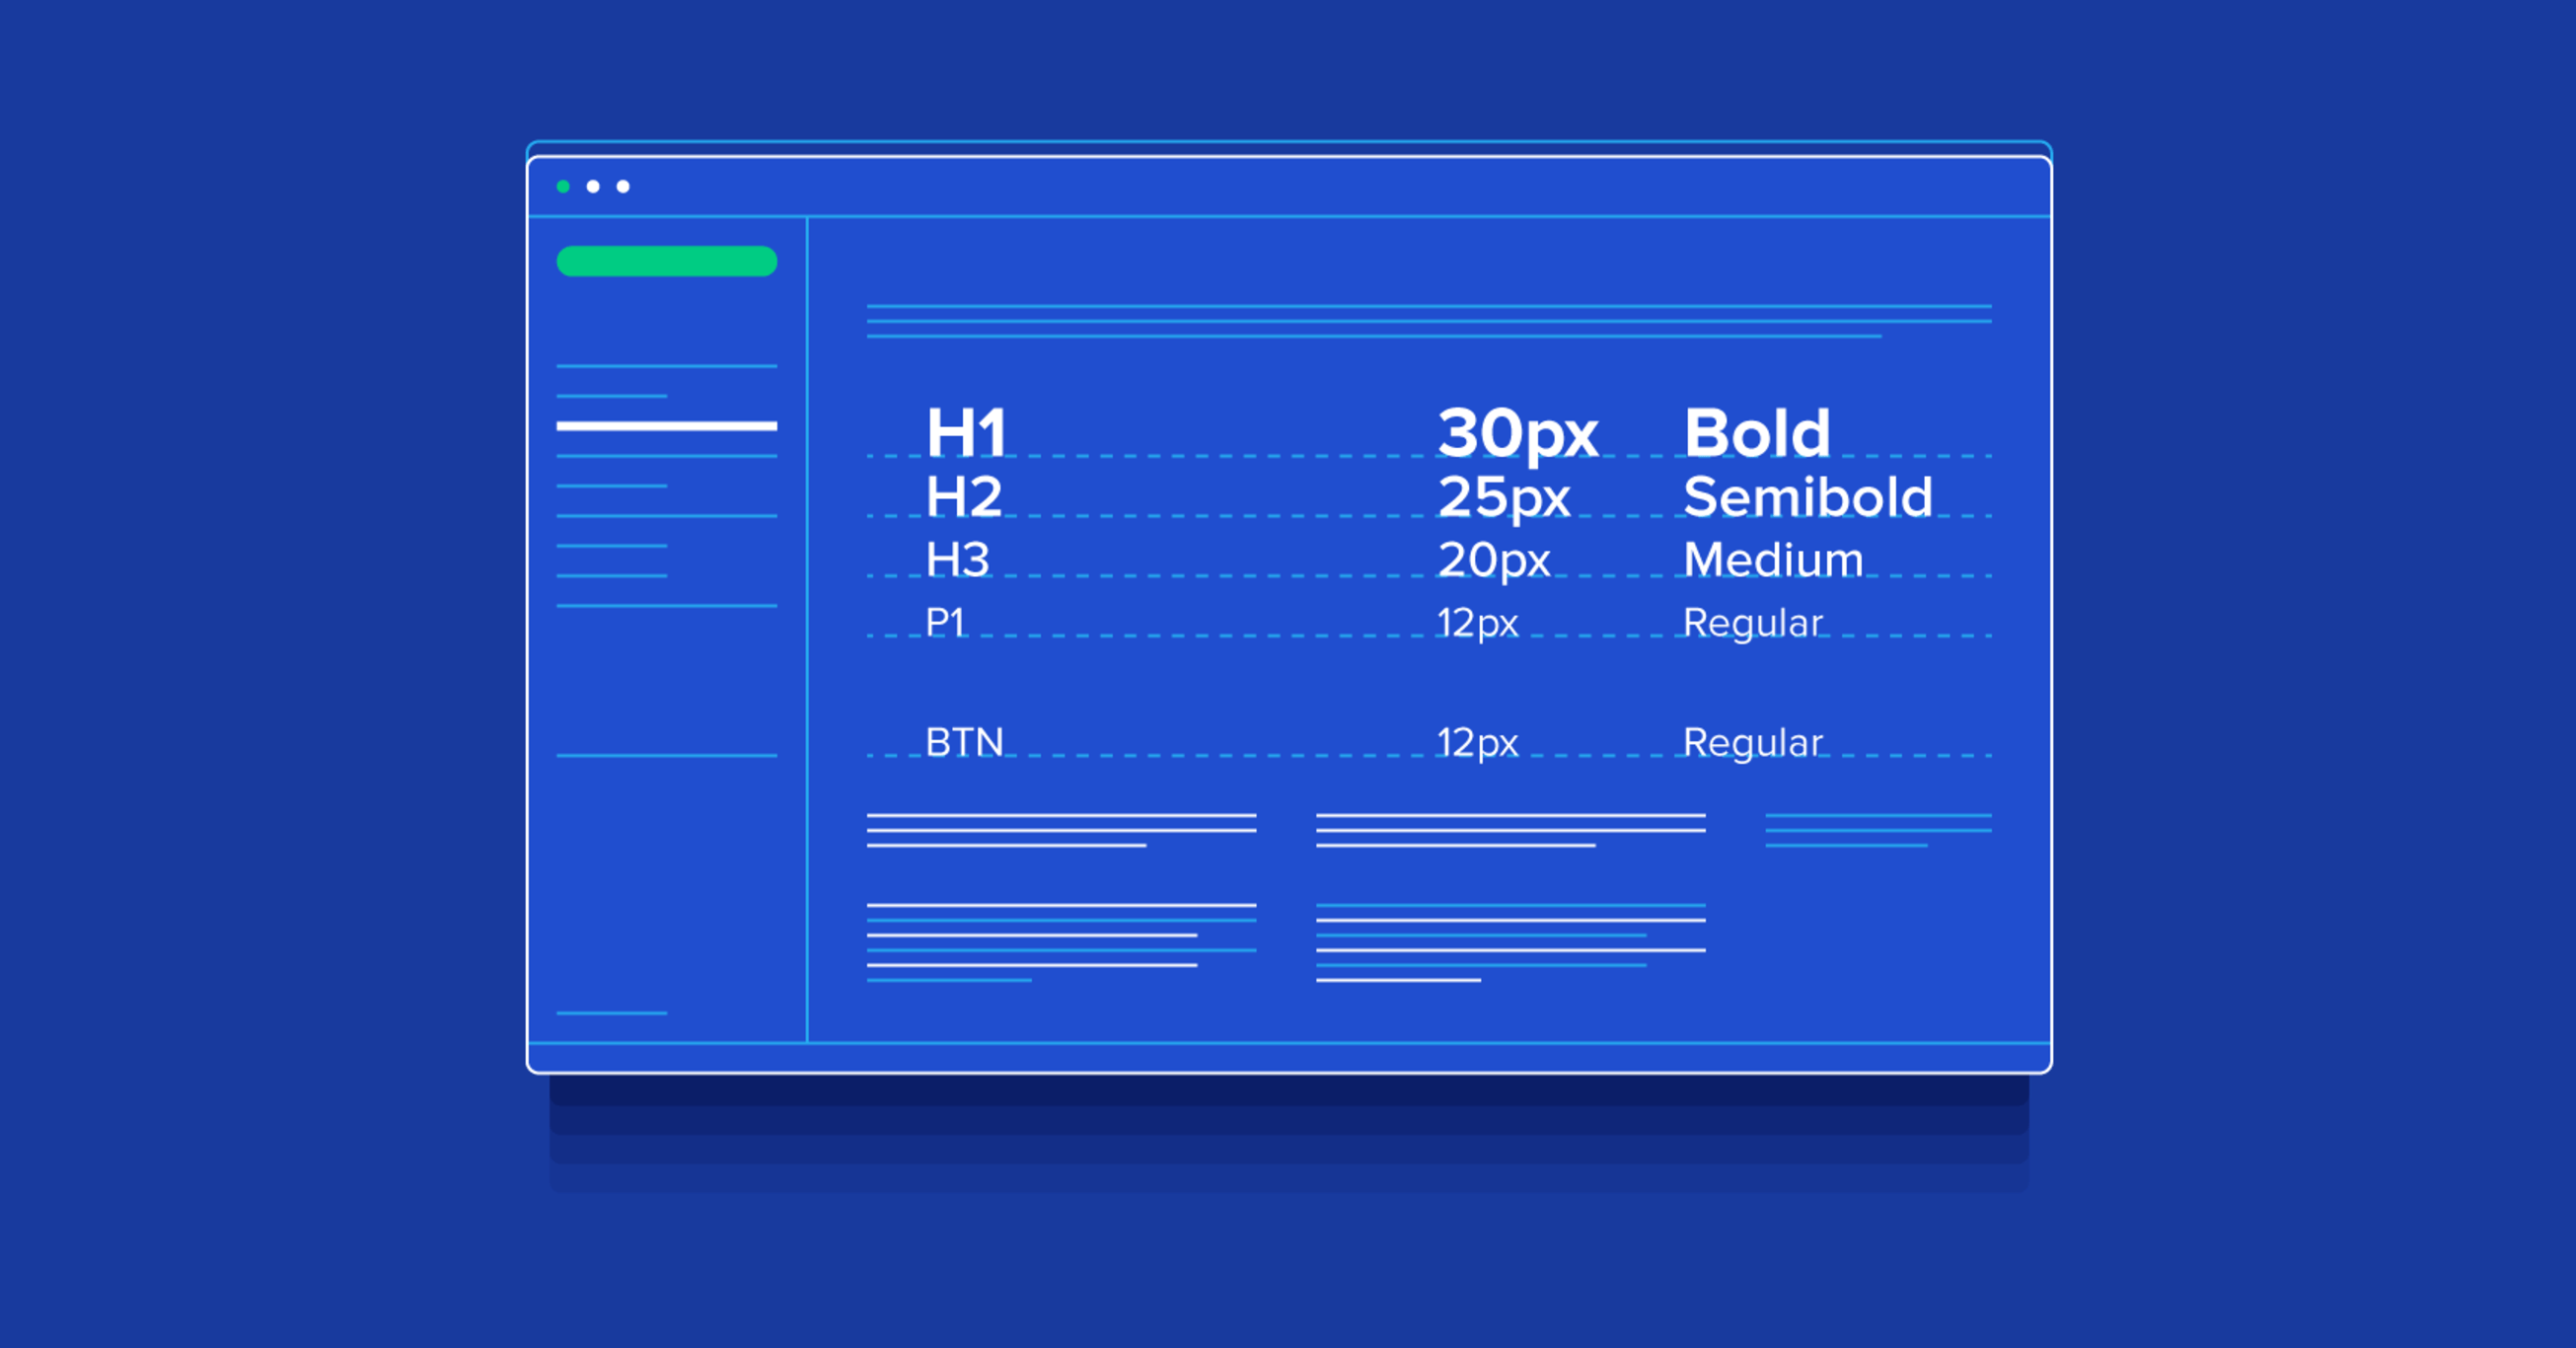 H1 30px Bold
H2 25px Semibold
H3 20px Medium
P1 12px Regular
BTN 12px Regular